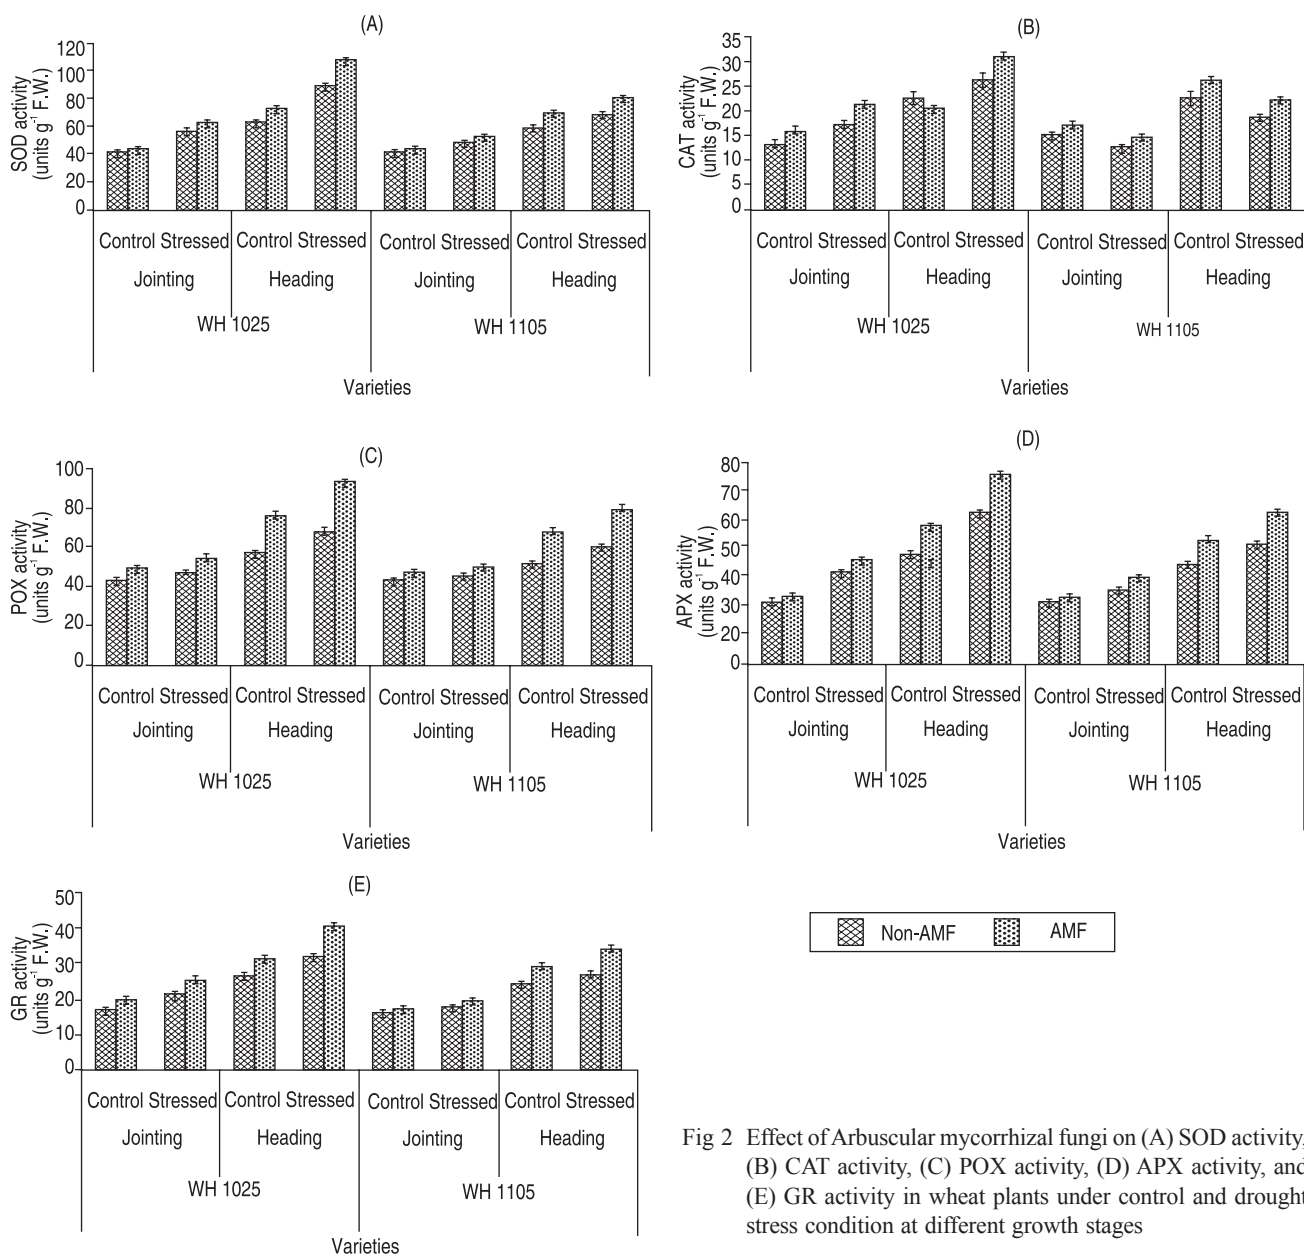 (A)
SOD activity
(units g⁻¹ F.W.)
120
100
80
60
40
20
0
Control Stressed Control Stressed Control Stressed Control Stressed
Jointing Heading Jointing Heading
WH 1025 WH 1105
Varieties
(B)
CAT activity
(units g⁻¹ F.W.)
35
30
25
20
15
10
5
0
Control Stressed Control Stressed Control Stressed Control Stressed
Jointing Heading Jointing Heading
WH 1025 WH 1105
Varieties
(C)
POX activity
(units g⁻¹ F.W.)
100
80
60
40
20
0
Control Stressed Control Stressed Control Stressed Control Stressed
Jointing Heading Jointing Heading
WH 1025 WH 1105
Varieties
(D)
APX activity
(units g⁻¹ F.W.)
80
70
60
50
40
30
20
0
Control Stressed Control Stressed Control Stressed Control Stressed
Jointing Heading Jointing Heading
WH 1025 WH 1105
Varieties
(E)
GR activity
(units g⁻¹ F.W.)
50
40
30
20
10
0
Control Stressed Control Stressed Control Stressed Control Stressed
Jointing Heading Jointing Heading
WH 1025 WH 1105
Varieties
Non-AMF AMF
Fig 2 Effect of Arbuscular mycorrhizal fungi on (A) SOD activity,
(B) CAT activity, (C) POX activity, (D) APX activity, and
(E) GR activity in wheat plants under control and drought
stress condition at different growth stages